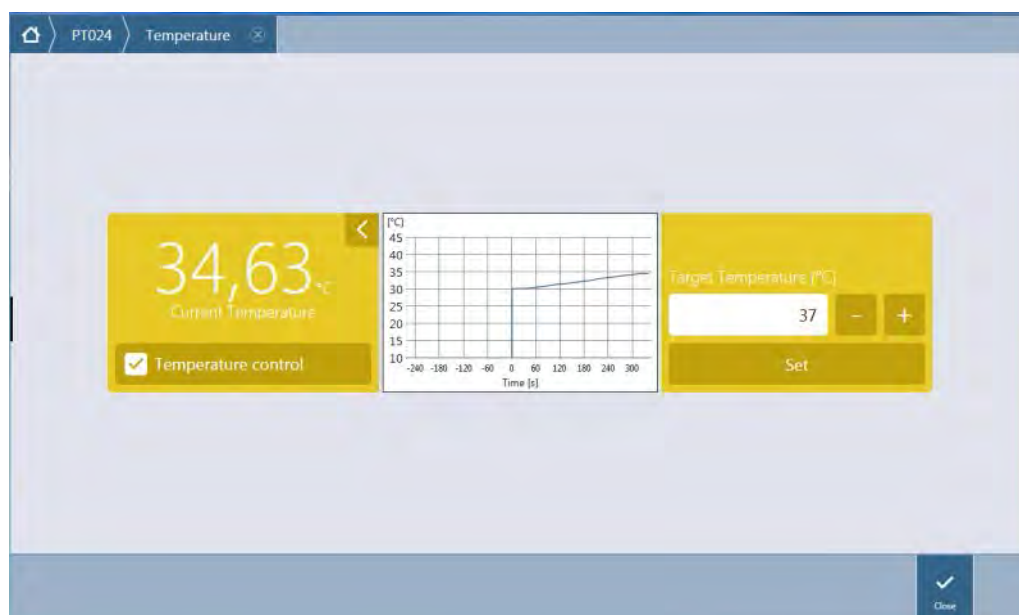 PT024
Temperature
34,63 °C
Current Temperature
Temperature control
[°C]
45
40
35
30
25
20
15
10
-240 -180 -120 -60 0 60 120 180 240 300
Time [s]
Target Temperature [°C]
37
Set
Close